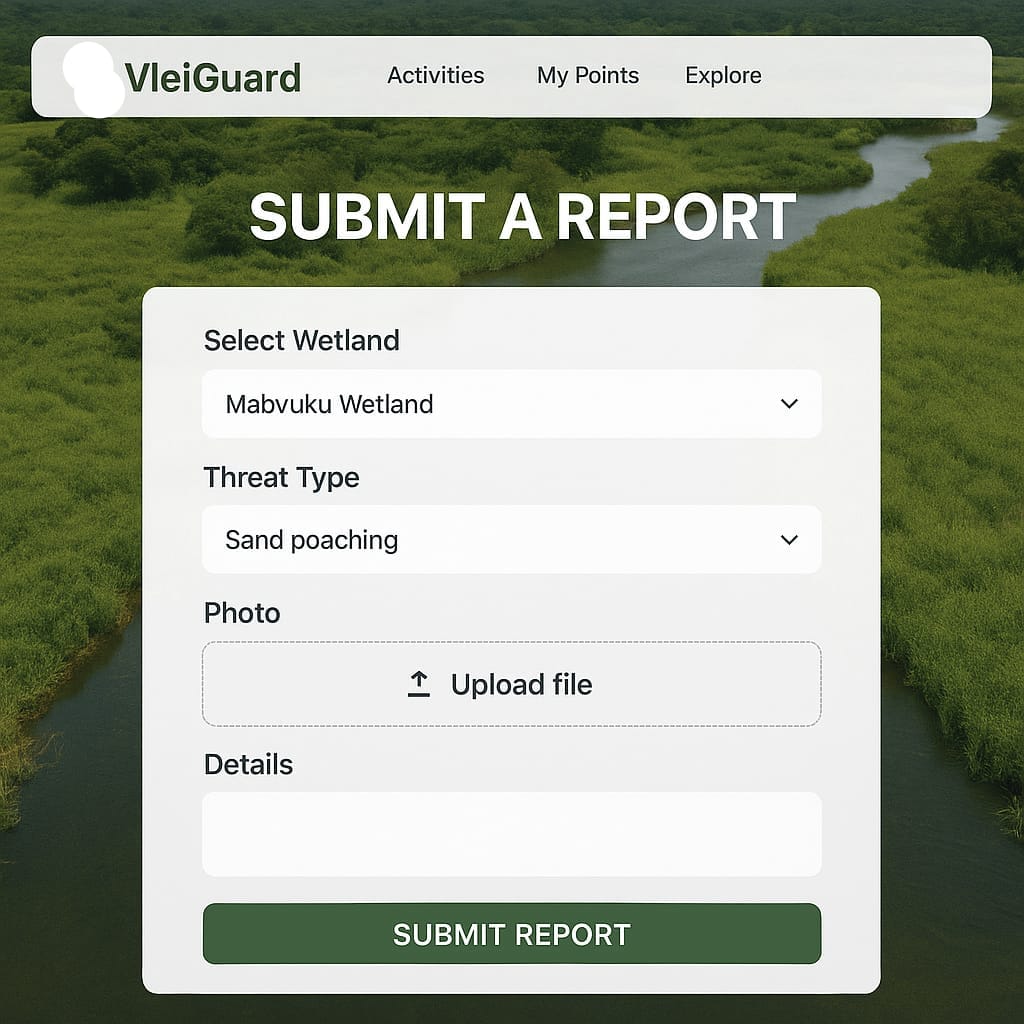 VleiGuard
Activities
My Points
Explore
SUBMIT A REPORT
Select Wetland
Mabvuku Wetland
Threat Type
Sand poaching
Photo
Upload file
Details
SUBMIT REPORT